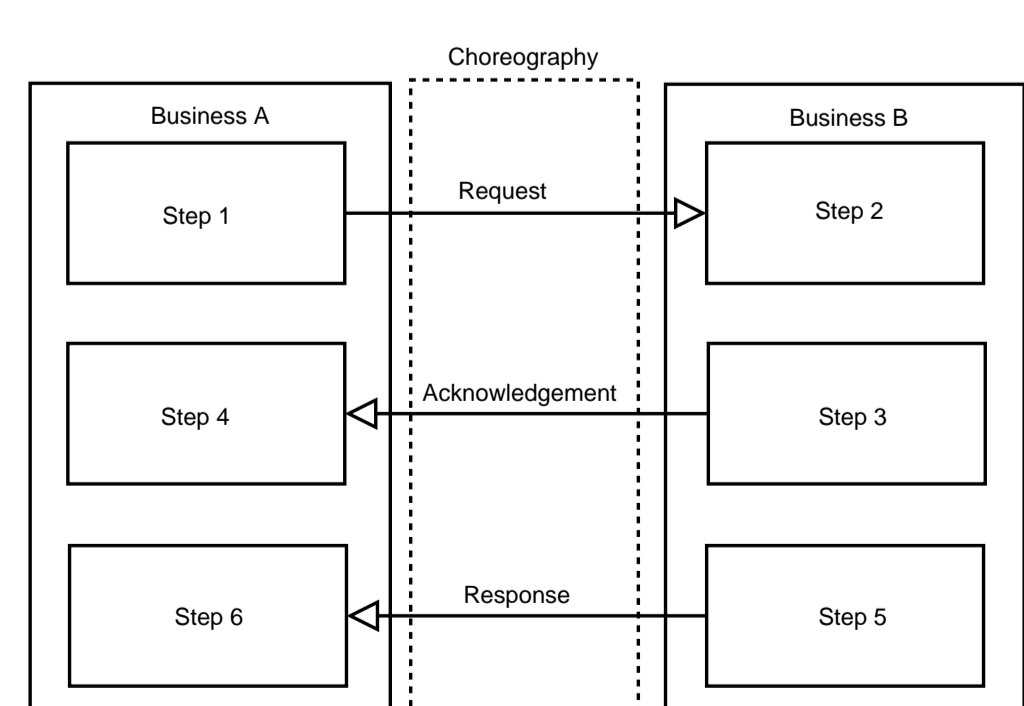 Choreography
Business A
Business B
Request
Step 1
Step 2
Acknowledgement
Step 4
Step 3
Response
Step 6
Step 5